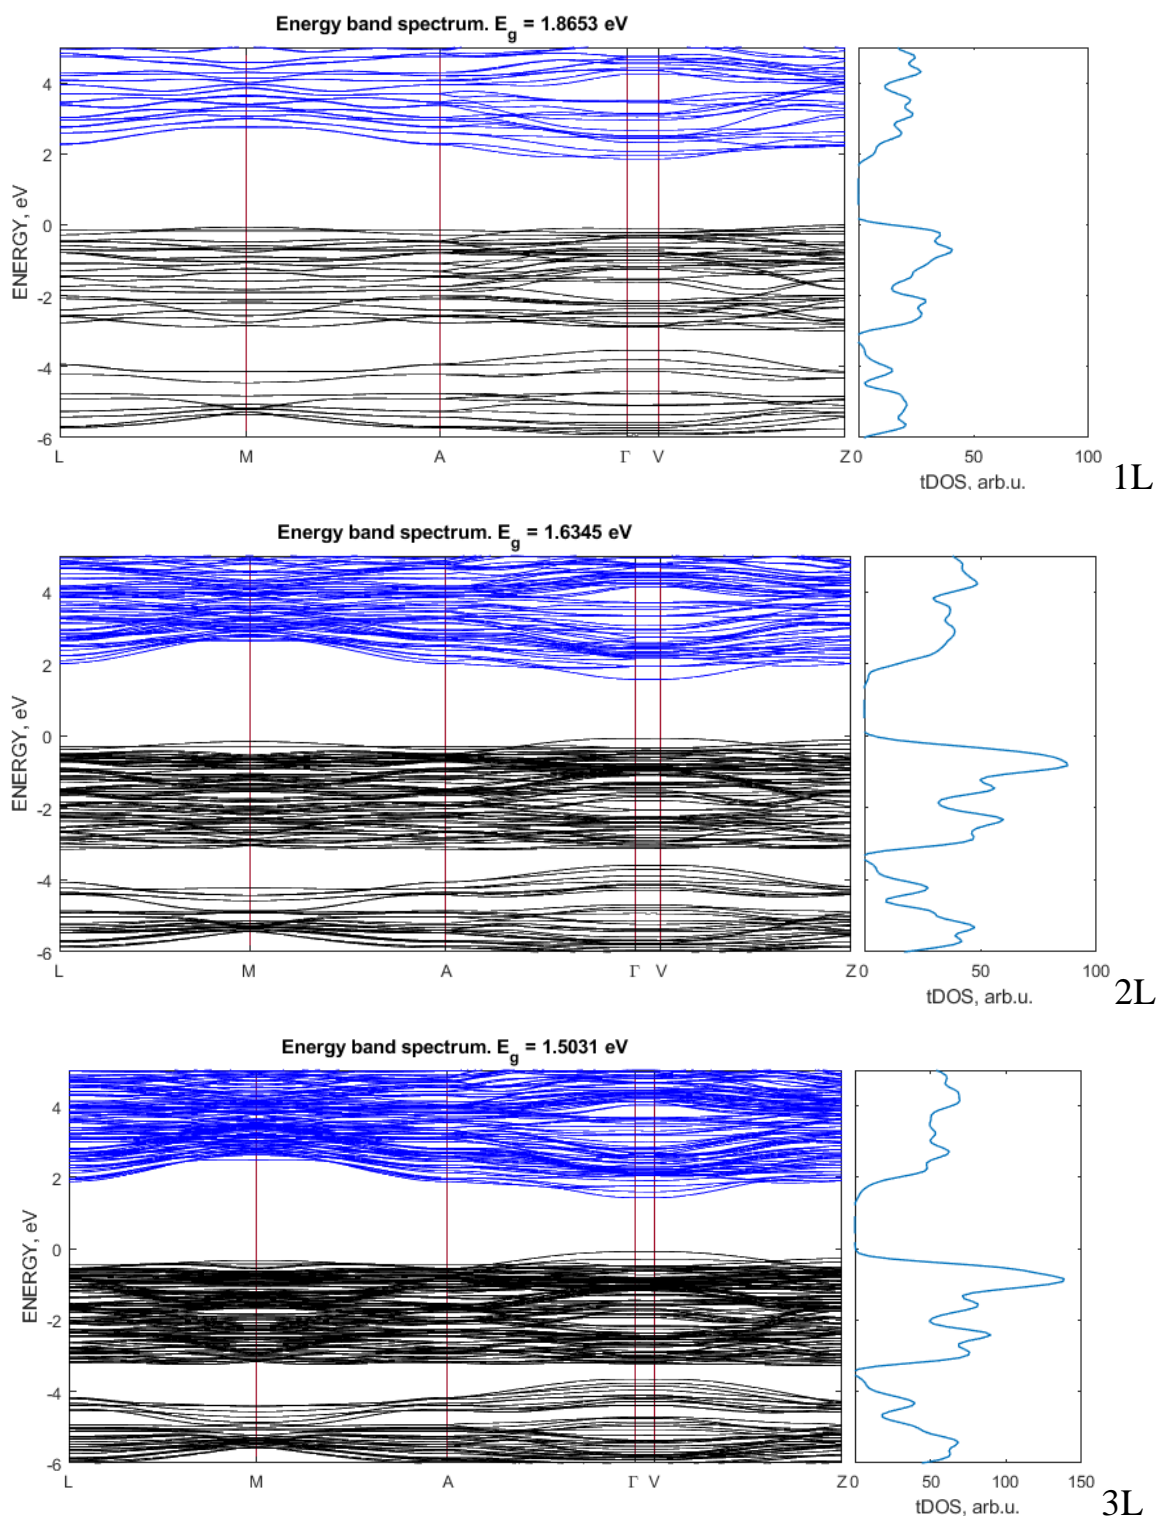 Energy band spectrum. E_g = 1.8653 eV
ENERGY, eV
4
2
0
-2
-4
-6
L M A Γ V Z
0 50 100
tDOS, arb.u.
1L
Energy band spectrum. E_g = 1.6345 eV
ENERGY, eV
4
2
0
-2
-4
-6
L M A Γ V Z
0 50 100
tDOS, arb.u.
2L
Energy band spectrum. E_g = 1.5031 eV
ENERGY, eV
4
2
0
-2
-4
-6
L M A Γ V Z
0 50 100 150
tDOS, arb.u.
3L